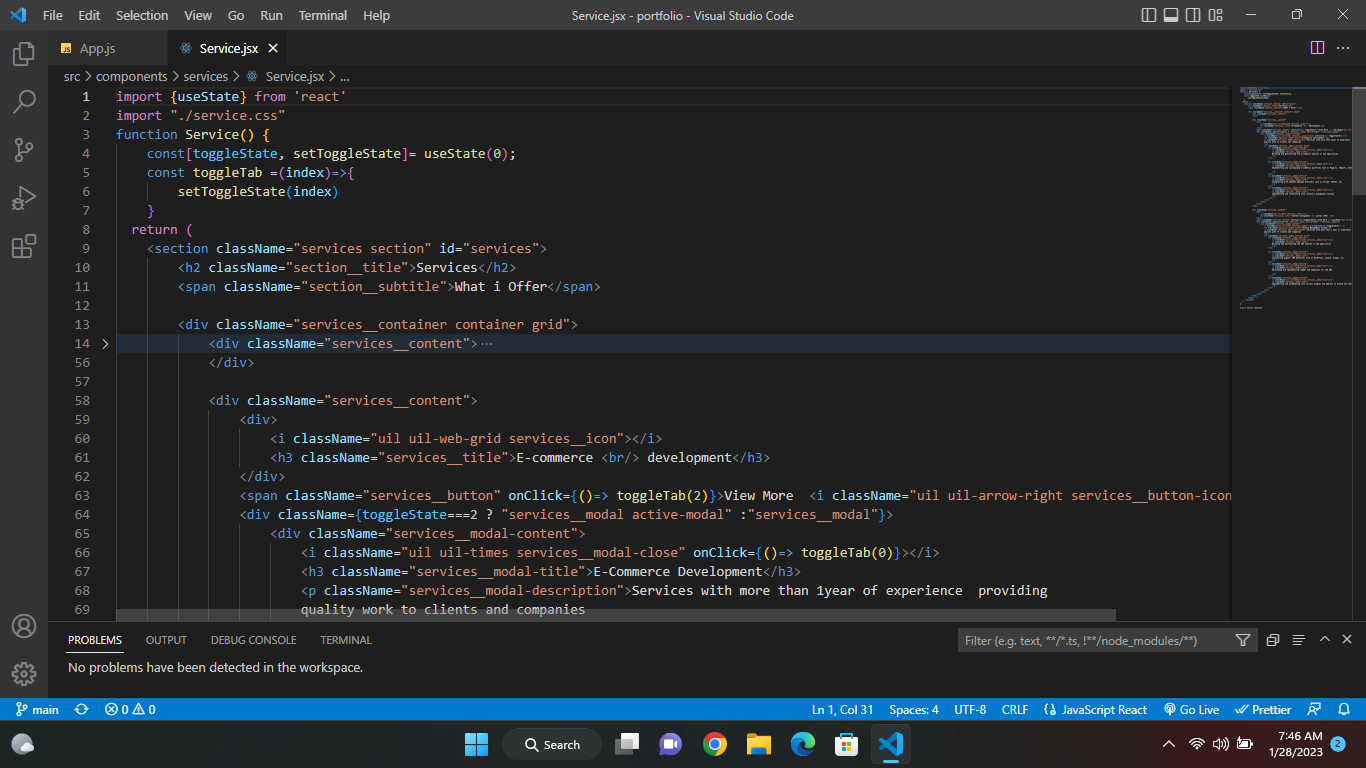 File Edit Selection View Go Run Terminal Help Service.jsx - portfolio - Visual Studio Code
JS App.js Service.jsx
src > components > services > Service.jsx > ...
1 import {useState} from 'react'
2 import "./service.css"
3 function Service() {
4 const[toggleState, setToggleState]= useState(0);
5 const toggleTab =(index)=>{
6 setToggleState(index)
7 }
8 return (
9 <section className="services section" id="services">
10 <h2 className="section__title">Services</h2>
11 <span className="section__subtitle">What i Offer</span>
12
13 <div className="services__container container grid">
14 <div className="services__content">...
56 </div>
57
58 <div className="services__content">
59 <div>
60 <i className="uil uil-web-grid services__icon"></i>
61 <h3 className="services__title">E-commerce <br/> development</h3>
62 </div>
63 <span className="services__button" onClick={()=> toggleTab(2)}>View More <i className="uil uil-arrow-right services__button-icon
64 <div className={toggleState===2 ? "services__modal active-modal" :"services__modal"}>
65 <div className="services__modal-content">
66 <i className="uil uil-times services__modal-close" onClick={()=> toggleTab(0)}></i>
67 <h3 className="services__modal-title">E-Commerce Development</h3>
68 <p className="services__modal-description">Services with more than 1year of experience providing
69 quality work to clients and companies
PROBLEMS OUTPUT DEBUG CONSOLE TERMINAL Filter (e.g. text, **/*.ts, !**/node_modules/**)
No problems have been detected in the workspace.
main 0 0 Ln 1, Col 31 Spaces: 4 UTF-8 CRLF JavaScript React Go Live Prettier
Search 7:46 AM
1/28/2023 2